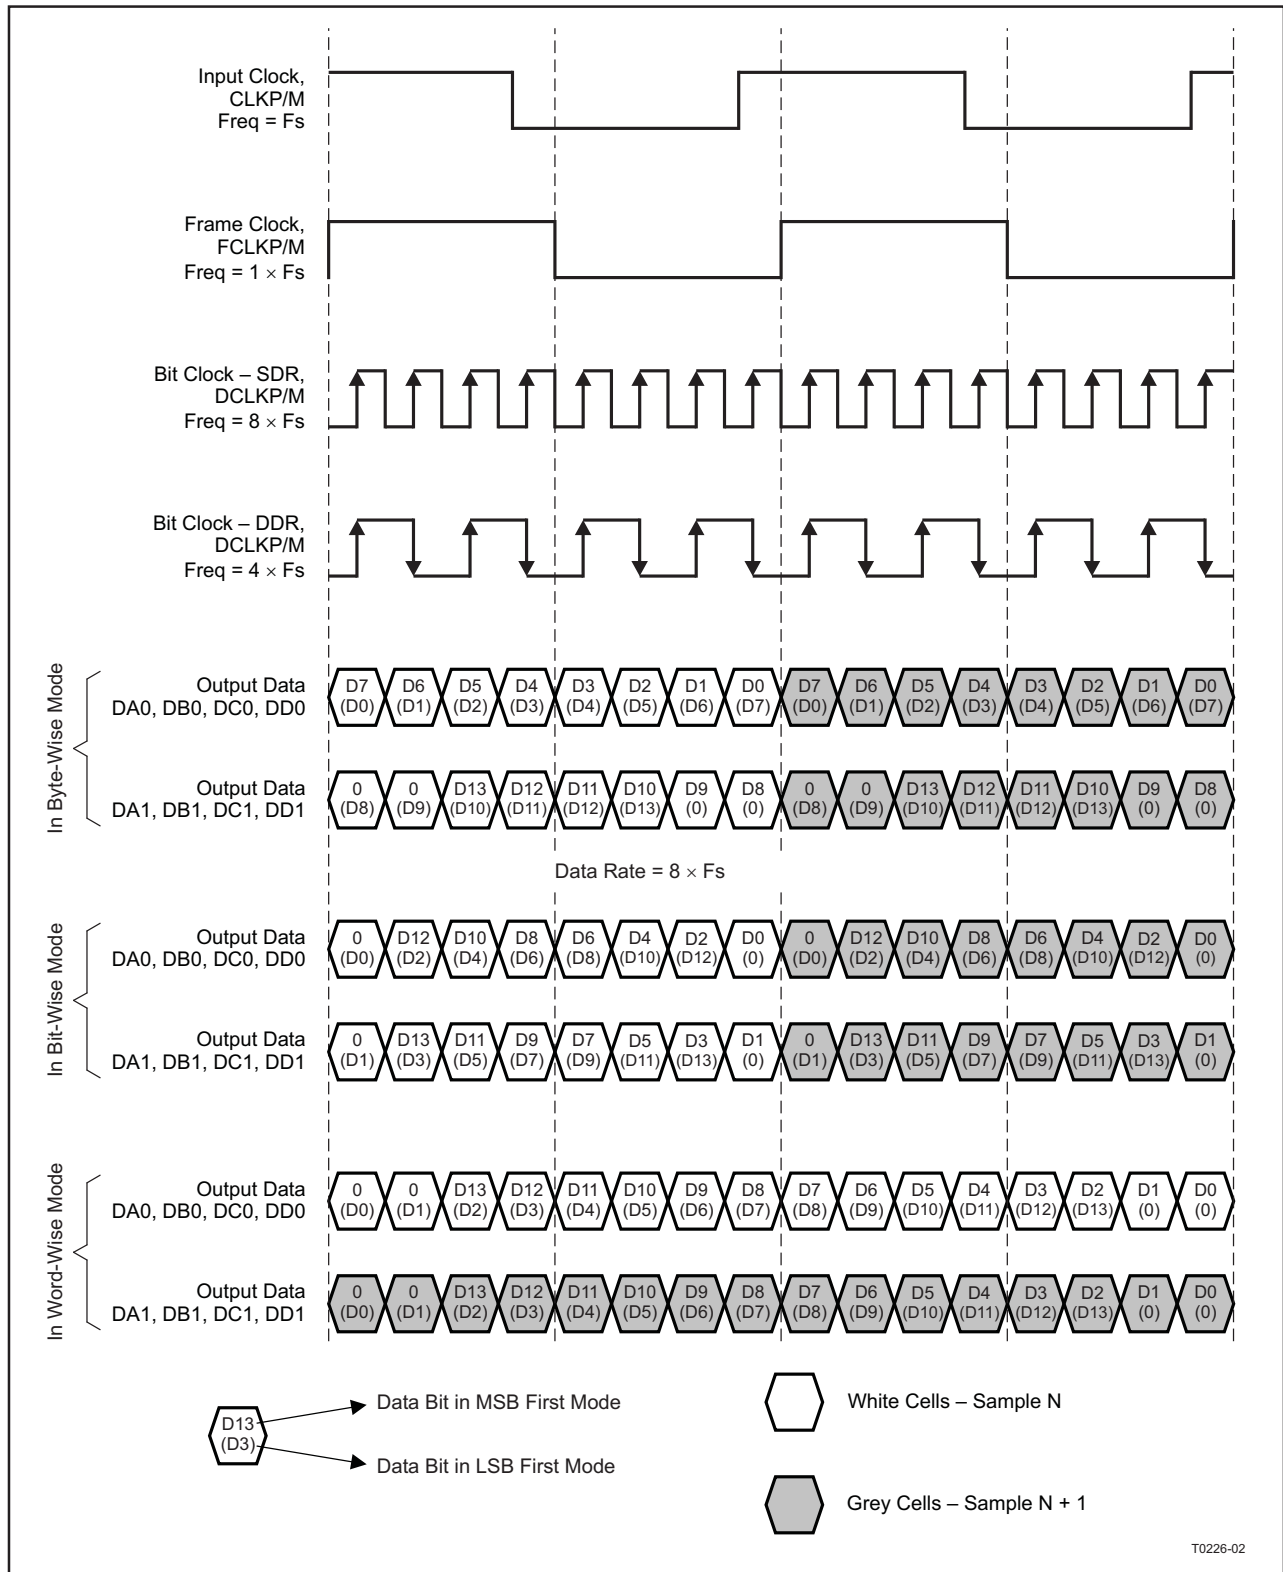 Input Clock,
CLKP/M
Freq = Fs
Frame Clock,
FCLKP/M
Freq = 1 × Fs
Bit Clock – SDR,
DCLKP/M
Freq = 8 × Fs
Bit Clock – DDR,
DCLKP/M
Freq = 4 × Fs
In Byte-Wise Mode
Output Data
DA0, DB0, DC0, DD0
D7 D6 D5 D4 D3 D2 D1 D0 D7 D6 D5 D4 D3 D2 D1 D0
(D0) (D1) (D2) (D3) (D4) (D5) (D6) (D7) (D0) (D1) (D2) (D3) (D4) (D5) (D6) (D7)
Output Data
DA1, DB1, DC1, DD1
0 0 D13 D12 D11 D10 D9 D8 0 0 D13 D12 D11 D10 D9 D8
(D8) (D9) (D10) (D11) (D12) (D13) (0) (0) (D8) (D9) (D10) (D11) (D12) (D13) (0) (0)
Data Rate = 8 × Fs
In Bit-Wise Mode
Output Data
DA0, DB0, DC0, DD0
0 D12 D10 D8 D6 D4 D2 D0 0 D12 D10 D8 D6 D4 D2 D0
(D0) (D2) (D4) (D6) (D8) (D10) (D12) (0) (D0) (D2) (D4) (D6) (D8) (D10) (D12) (0)
Output Data
DA1, DB1, DC1, DD1
0 D13 D11 D9 D7 D5 D3 D1 0 D13 D11 D9 D7 D5 D3 D1
(D1) (D3) (D5) (D7) (D9) (D11) (D13) (0) (D1) (D3) (D5) (D7) (D9) (D11) (D13) (0)
In Word-Wise Mode
Output Data
DA0, DB0, DC0, DD0
0 0 D13 D12 D11 D10 D9 D8 D7 D6 D5 D4 D3 D2 D1 D0
(D0) (D1) (D2) (D3) (D4) (D5) (D6) (D7) (D8) (D9) (D10) (D11) (D12) (D13) (0) (0)
Output Data
DA1, DB1, DC1, DD1
0 0 D13 D12 D11 D10 D9 D8 D7 D6 D5 D4 D3 D2 D1 D0
(D0) (D1) (D2) (D3) (D4) (D5) (D6) (D7) (D8) (D9) (D10) (D11) (D12) (D13) (0) (0)
D13
(D3)
Data Bit in MSB First Mode
Data Bit in LSB First Mode
White Cells – Sample N
Grey Cells – Sample N + 1
T0226-02